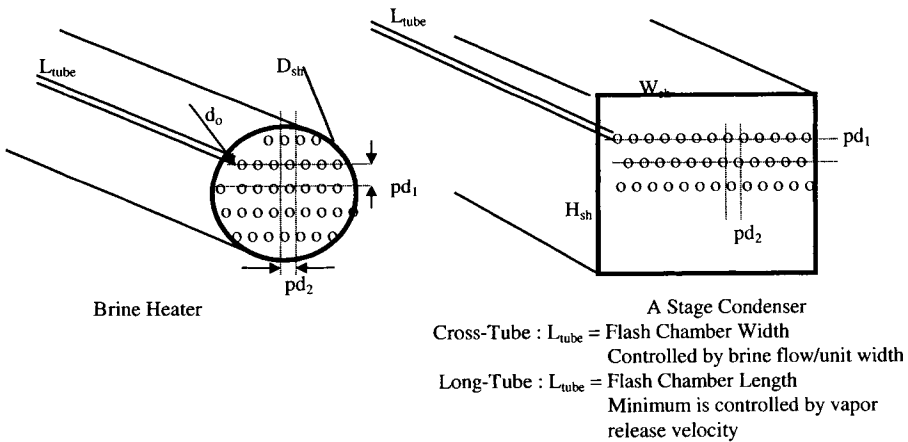 L_tube
L_tube
D_sh
d_o
W_sh
pd_1
pd_1
H_sh
pd_2
pd_2
Brine Heater
A Stage Condenser
Cross-Tube : L_tube = Flash Chamber Width
Controlled by brine flow/unit width
Long-Tube : L_tube = Flash Chamber Length
Minimum is controlled by vapor
release velocity